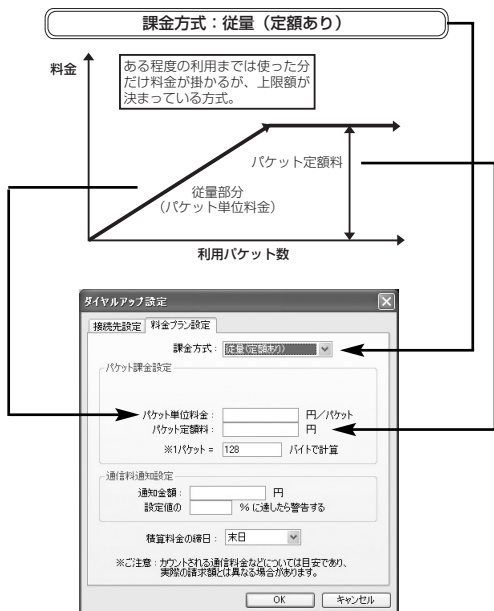 課金方式：従量（定額あり）
料金
ある程度の利用までは使った分
だけ料金が掛かるが、上限額が
決まっている方式。
パケット定額料
従量部分
（パケット単位料金）
利用パケット数
ダイヤルアップ設定
接続先設定 料金プラン設定
課金方式： 従量(定額あり)
パケット課金設定
パケット単位料金： 円／パケット
パケット定額料： 円
※1パケット = 128 バイトで計算
通信料通知設定
通知金額： 円
設定値の %に達したら警告する
積算料金の締日： 末日
※ご注意：カウントされる通信料金などについては目安であり、
実際の請求額とは異なる場合があります。
OK キャンセル